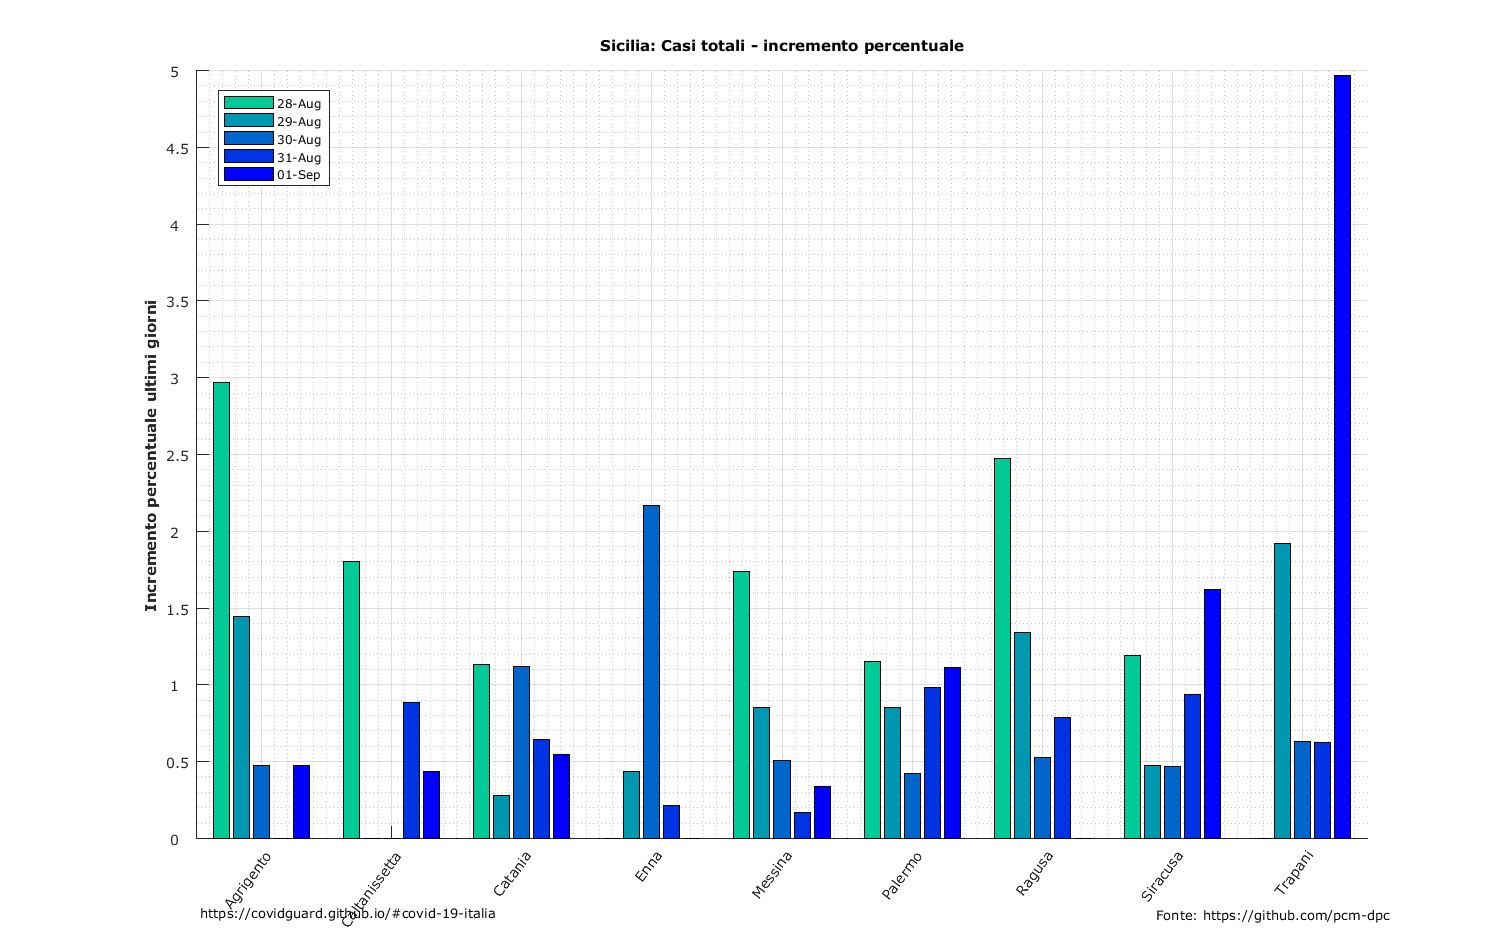 Sicilia: Casi totali - incremento percentuale
Incremento percentuale ultimi giorni
5
4.5
4
3.5
3
2.5
2
1.5
1
0.5
0
28-Aug
29-Aug
30-Aug
31-Aug
01-Sep
Agrigento
Caltanissetta
Catania
Enna
Messina
Palermo
Ragusa
Siracusa
Trapani
https://covidguard.github.io/#covid-19-italia
Fonte: https://github.com/pcm-dpc